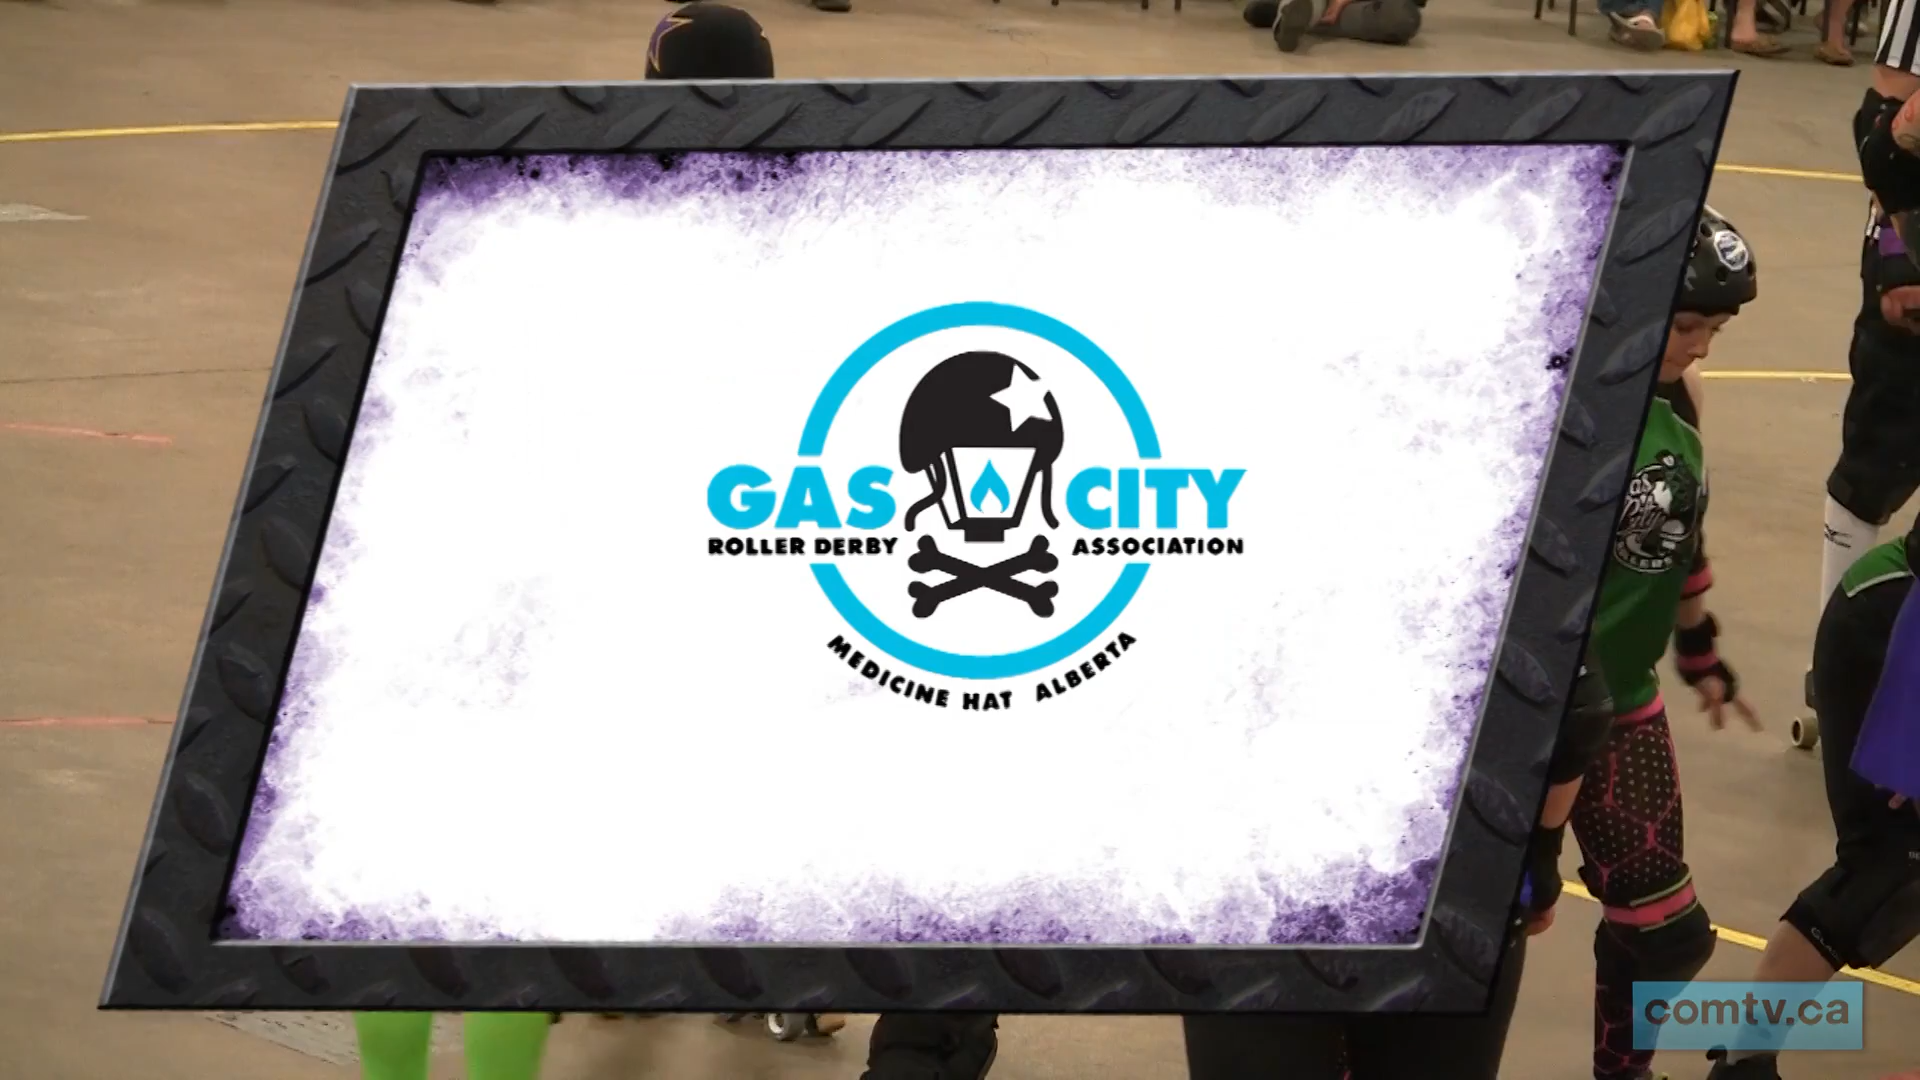 GAS CITY
ROLLER DERBY ASSOCIATION
MEDICINE HAT ALBERTA
comtv.ca